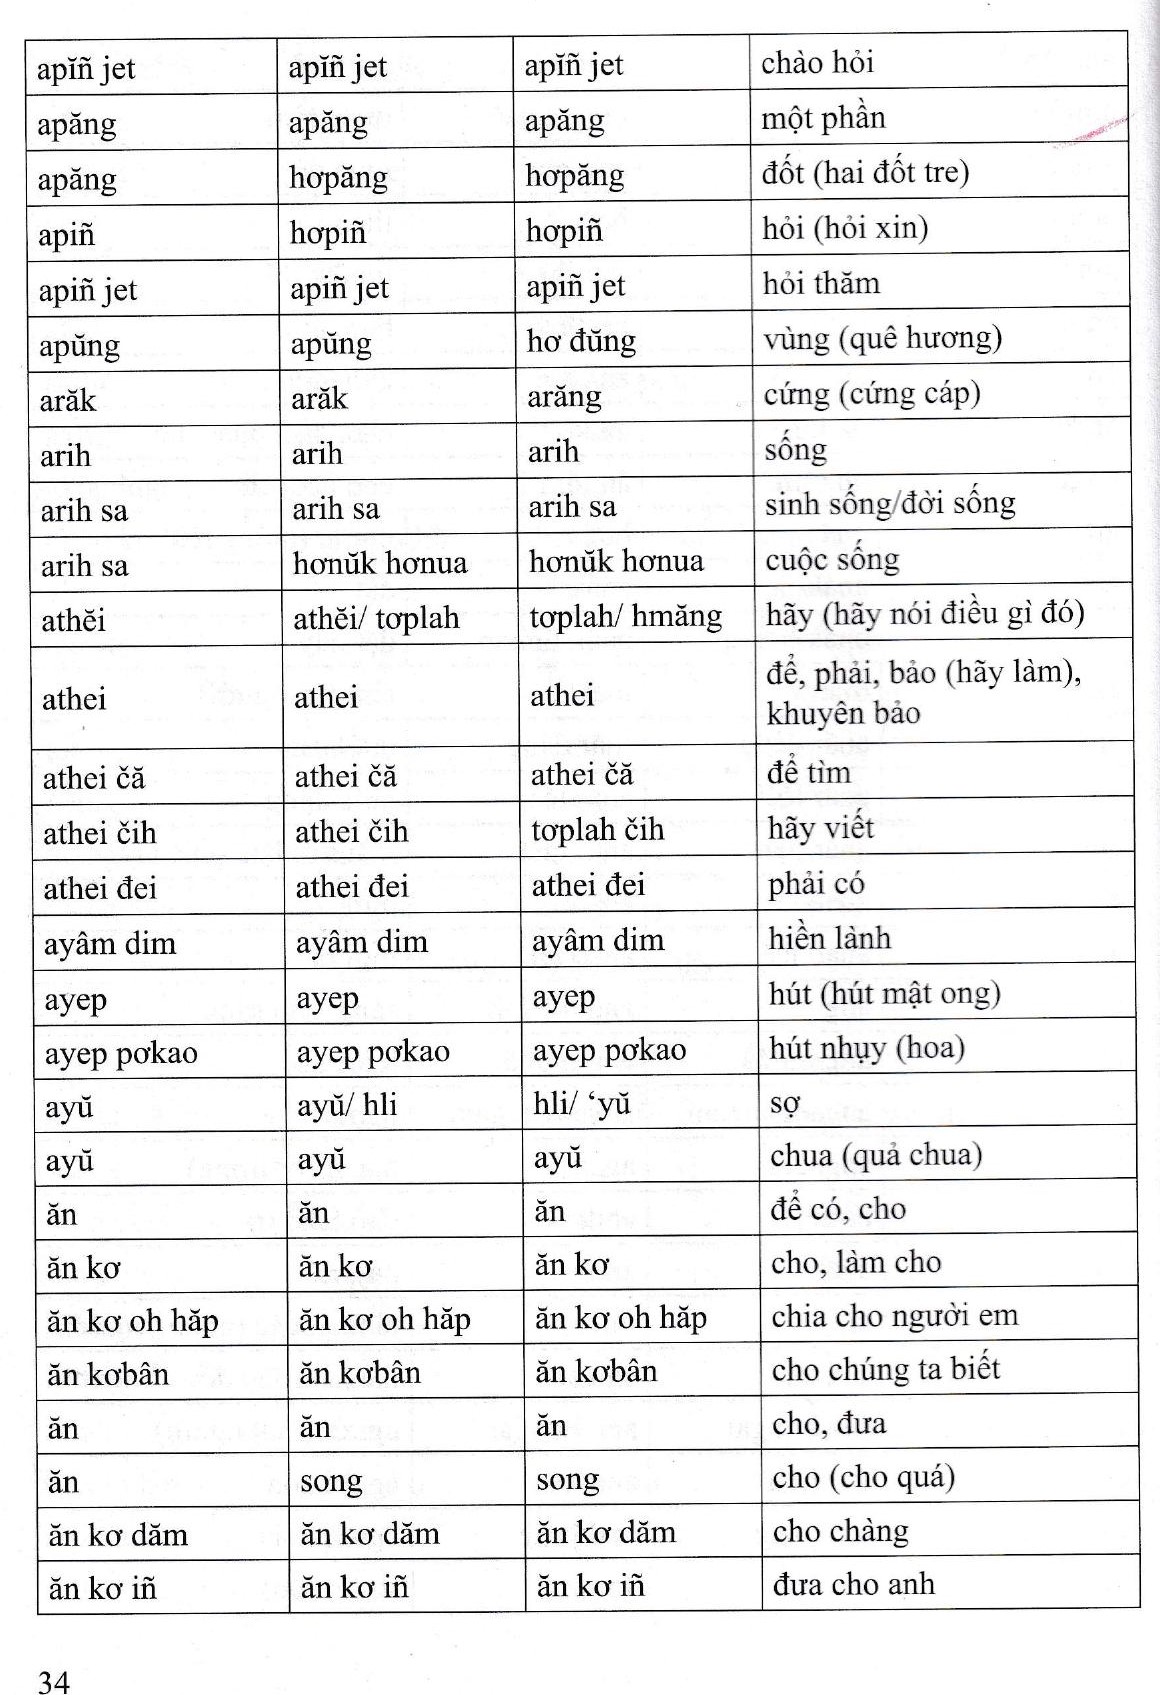 apĭñ jet apĭñ jet apĭñ jet chào hỏi
apăng apăng apăng một phần
apăng hơpăng hơpăng đốt (hai đốt tre)
apiñ hơpiñ hơpiñ hỏi (hỏi xin)
apiñ jet apiñ jet apiñ jet hỏi thăm
apŭng apŭng hơ đŭng vùng (quê hương)
arăk arăk arăng cứng (cứng cáp)
arih arih arih sống
arih sa arih sa arih sa sinh sống/đời sống
arih sa hơnŭk hơnua hơnŭk hơnua cuộc sống
athĕi athĕi/ tơplah tơplah/ hmăng hãy (hãy nói điều gì đó)
athei athei athei để, phải, bảo (hãy làm),
khuyên bảo
athei čă athei čă athei čă để tìm
athei čih athei čih tơplah čih hãy viết
athei đei athei đei athei đei phải có
ayâm dim ayâm dim ayâm dim hiền lành
ayep ayep ayep hút (hút mật ong)
ayep pơkao ayep pơkao ayep pơkao hút nhụy (hoa)
ayŭ ayŭ/ hli hli/ ‘yŭ sợ
ayŭ ayŭ ayŭ chua (quả chua)
ăn ăn ăn để có, cho
ăn kơ ăn kơ ăn kơ cho, làm cho
ăn kơ oh hăp ăn kơ oh hăp ăn kơ oh hăp chia cho người em
ăn kơbân ăn kơbân ăn kơbân cho chúng ta biết
ăn ăn ăn cho, đưa
ăn song song cho (cho quá)
ăn kơ dăm ăn kơ dăm ăn kơ dăm cho chàng
ăn kơ iñ ăn kơ iñ ăn kơ iñ đưa cho anh
34